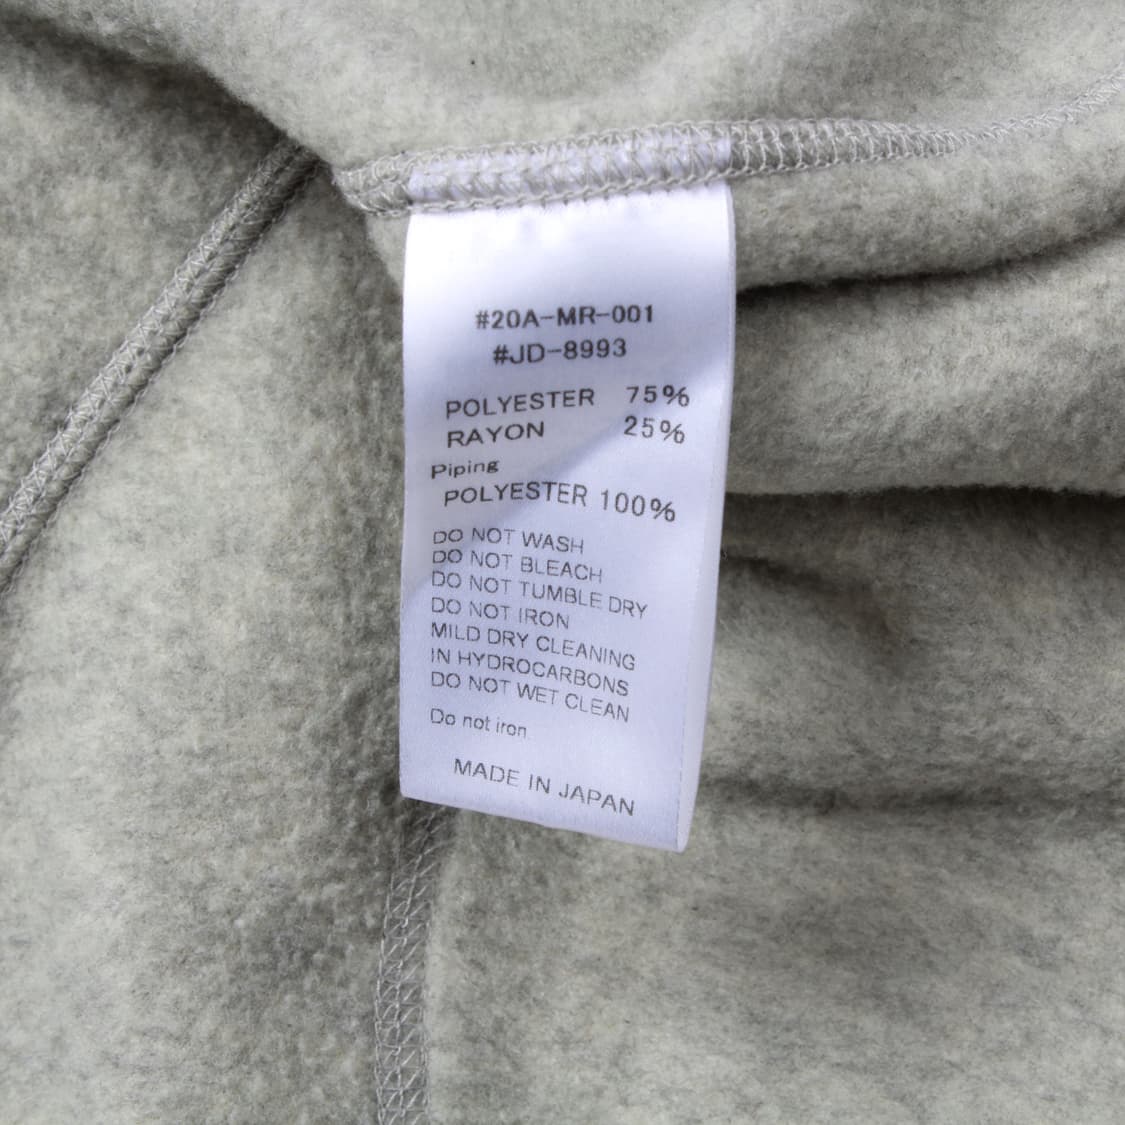 #20A-MR-001
#JD-8993
POLYESTER 75%
RAYON 25%
Piping
POLYESTER 100%
DO NOT WASH
DO NOT BLEACH
DO NOT TUMBLE DRY
DO NOT IRON
MILD DRY CLEANING
IN HYDROCARBONS
DO NOT WET CLEAN
Do not iron.
MADE IN JAPAN